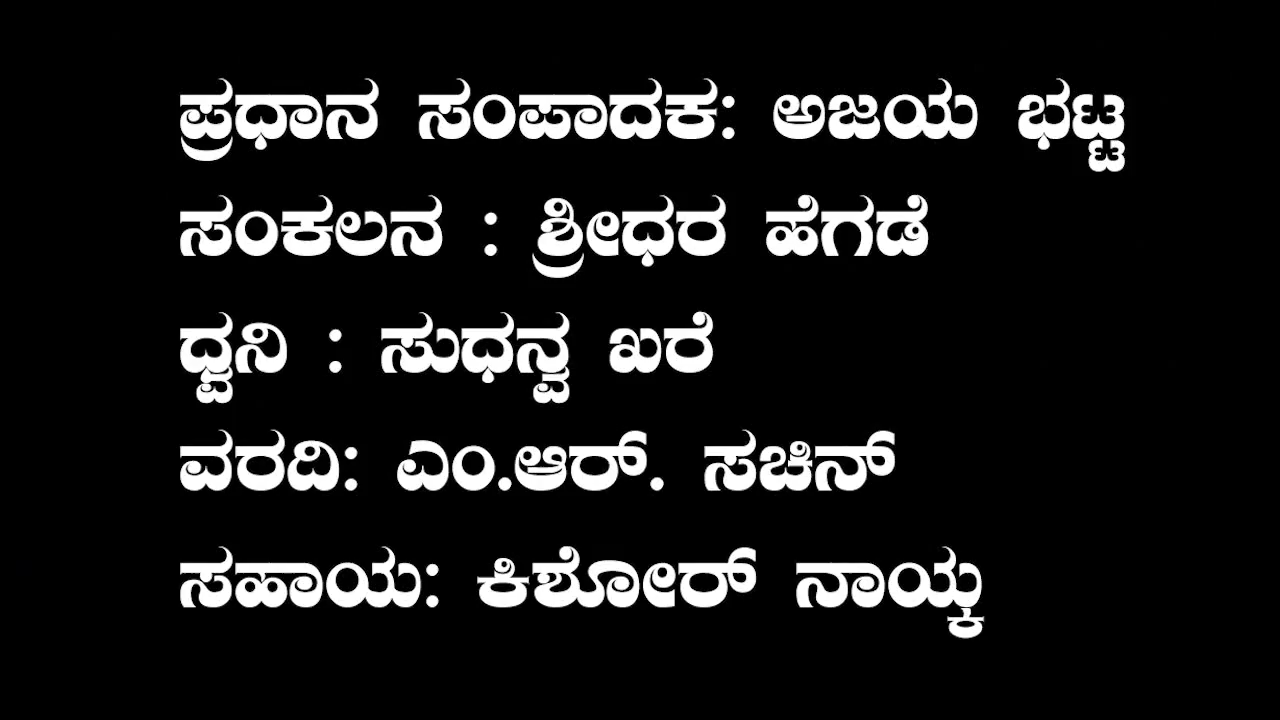 ಪ್ರಧಾನ ಸಂಪಾದಕ: ಅಜಯ ಭಟ್ಟ
ಸಂಕಲನ : ಶ್ರೀಧರ ಹೆಗಡೆ
ಧ್ವನಿ : ಸುಧನ್ವ ಖರೆ
ವರದಿ: ಎಂ.ಆರ್. ಸಚಿನ್
ಸಹಾಯ: ಕಿಶೋರ್ ನಾಯ್ಕ